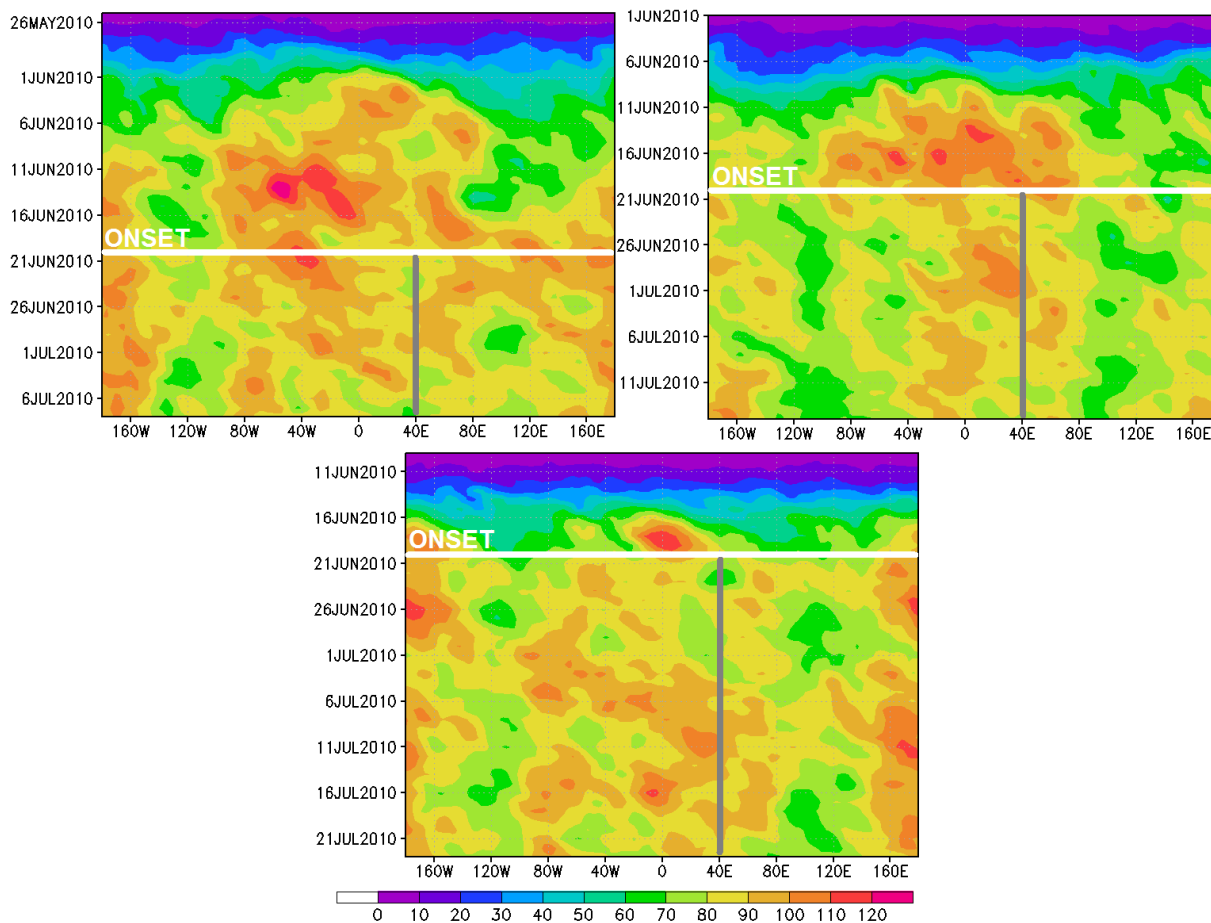 26MAY2010
1JUN2010
6JUN2010
11JUN2010
16JUN2010
21JUN2010
26JUN2010
1JUL2010
6JUL2010
ONSET
160W 120W 80W 40W 0 40E 80E 120E 160E
1JUN2010
6JUN2010
11JUN2010
16JUN2010
21JUN2010
26JUN2010
1JUL2010
6JUL2010
11JUL2010
ONSET
160W 120W 80W 40W 0 40E 80E 120E 160E
11JUN2010
16JUN2010
21JUN2010
26JUN2010
1JUL2010
6JUL2010
11JUL2010
16JUL2010
21JUL2010
ONSET
160W 120W 80W 40W 0 40E 80E 120E 160E
0 10 20 30 40 50 60 70 80 90 100 110 120